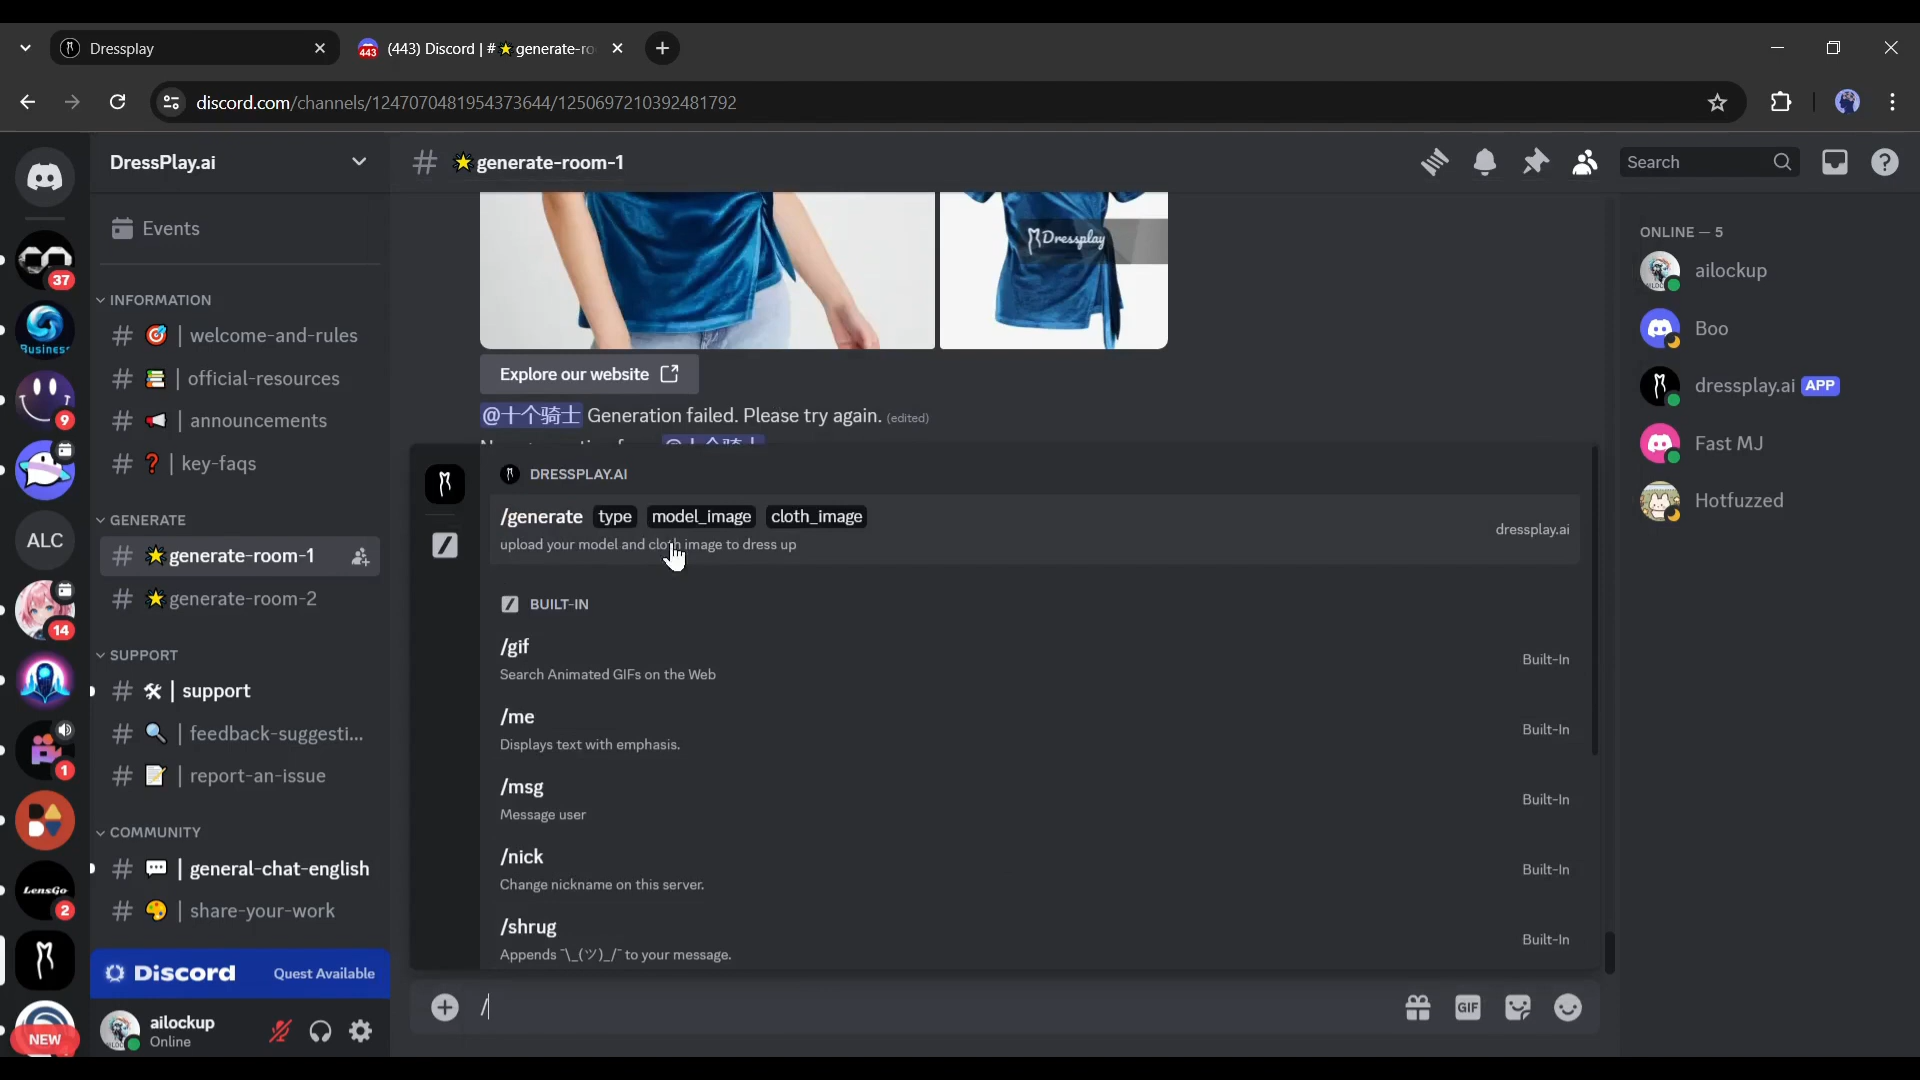 Dressplay
443
(443) Discord | # ⭐ generate-ro
discord.com/channels/1247070481954373644/1250697210392481792
DressPlay.ai
# ⭐generate-room-1
Search
37
Business
9
ALC
14
1
LensGo
2
NEW
Events
INFORMATION
# 🎯 | welcome-and-rules
# 📚 | official-resources
# 📢 | announcements
# ❓ | key-faqs
GENERATE
# ⭐generate-room-1
# ⭐generate-room-2
SUPPORT
# 🛠 | support
# 🔍 | feedback-suggesti...
# 📝 | report-an-issue
COMMUNITY
# 💬 | general-chat-english
# 🎨 | share-your-work
Discord Quest Available
ailockup
Online
Dressplay
Explore our website
@十个骑士 Generation failed. Please try again. (edited)
DRESSPLAY.AI
/generate type model_image cloth_image
upload your model and cloth image to dress up
dressplay.ai
BUILT-IN
/gif
Search Animated GIFs on the Web
Built-In
/me
Displays text with emphasis.
Built-In
/msg
Message user
Built-In
/nick
Change nickname on this server.
Built-In
/shrug
Appends ¯\_(ツ)_/¯ to your message.
Built-In
/
GIF
ONLINE — 5
ailockup
Boo
dressplay.ai APP
Fast MJ
Hotfuzzed